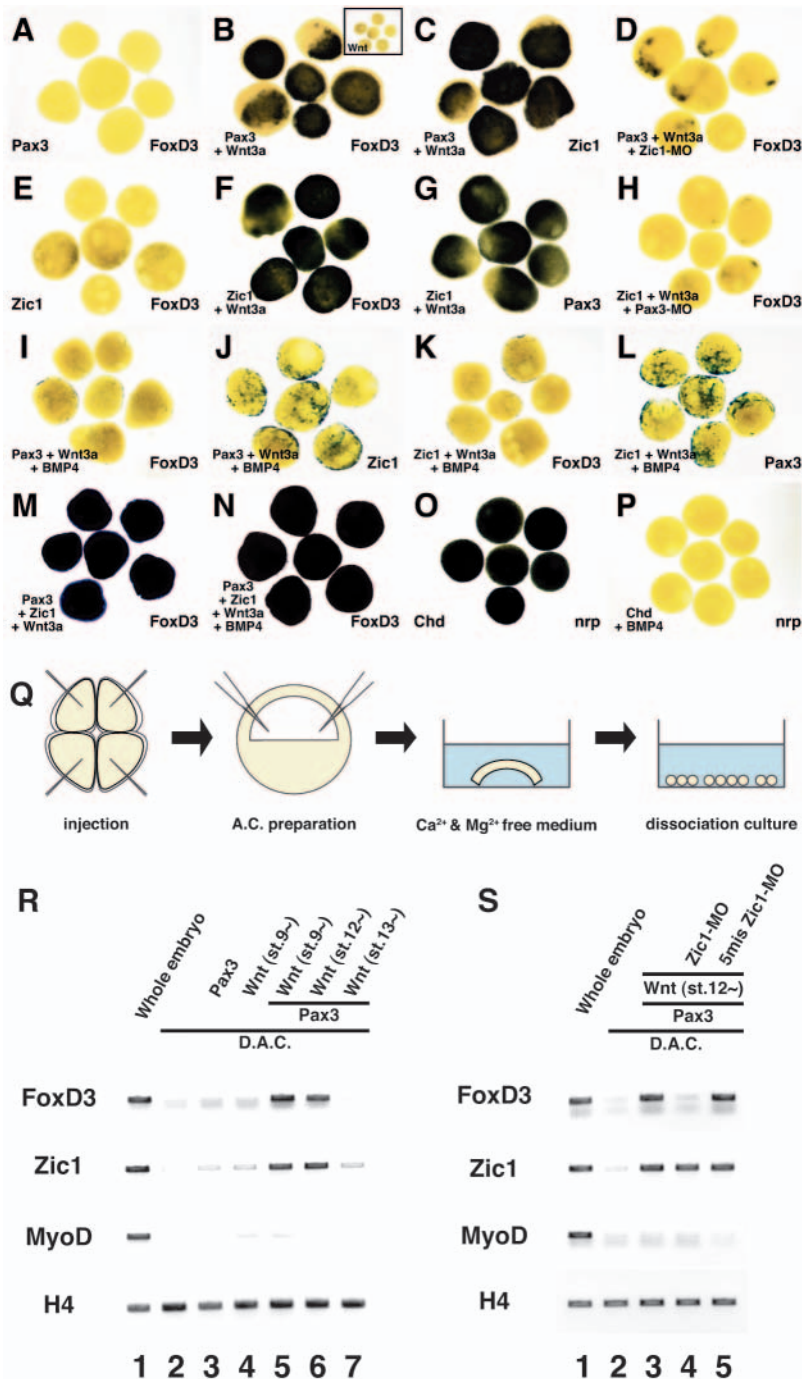 A
Pax3
FoxD3
B
Wnt
Pax3
+ Wnt3a
FoxD3
C
Pax3
+ Wnt3a
Zic1
D
Pax3 + Wnt3a
+ Zic1-MO
FoxD3
E
Zic1
FoxD3
F
Zic1
+ Wnt3a
FoxD3
G
Zic1
+ Wnt3a
Pax3
H
Zic1 + Wnt3a
+ Pax3-MO
FoxD3
I
Pax3 + Wnt3a
+ BMP4
FoxD3
J
Pax3 + Wnt3a
+ BMP4
Zic1
K
Zic1 + Wnt3a
+ BMP4
FoxD3
L
Zic1 + Wnt3a
+ BMP4
Pax3
M
Pax3
+ Zic1
+ Wnt3a
FoxD3
N
Pax3
+ Zic1
+ Wnt3a
+ BMP4
FoxD3
O
Chd
nrp
P
Chd
+ BMP4
nrp
Q
injection
A.C. preparation
Ca²⁺ & Mg²⁺ free medium
dissociation culture
R
Whole embryo
Pax3
Wnt (st.9~)
Wnt (st.9~)
Wnt (st.12~)
Wnt (st.13~)
Pax3
D.A.C.
FoxD3
Zic1
MyoD
H4
1 2 3 4 5 6 7
S
Whole embryo
Zic1-MO
5mis Zic1-MO
Wnt (st.12~)
Pax3
D.A.C.
FoxD3
Zic1
MyoD
H4
1 2 3 4 5